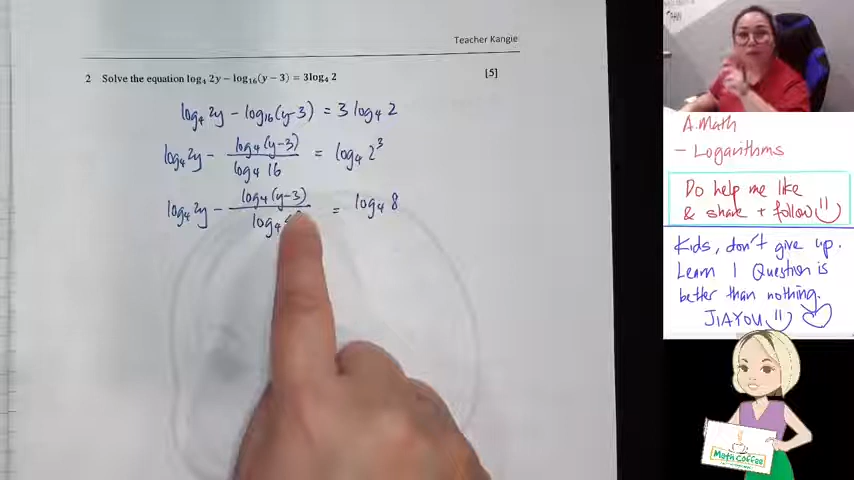 Teacher Kangie
2 Solve the equation log₄ 2y − log₁₆(y − 3) = 3log₄ 2 [5]
log₄ 2y − log₁₆(y−3) = 3 log₄ 2
log₄ 2y − log₄(y−3) / log₄ 16 = log₄ 2³
log₄ 2y − log₄(y−3) / log₄ = log₄ 8
A.Math
– Logarithms
Do help me like
& share + follow
Kids, don't give up.
Learn 1 Question is
better than nothing.
JIAYOU
Math Coffee